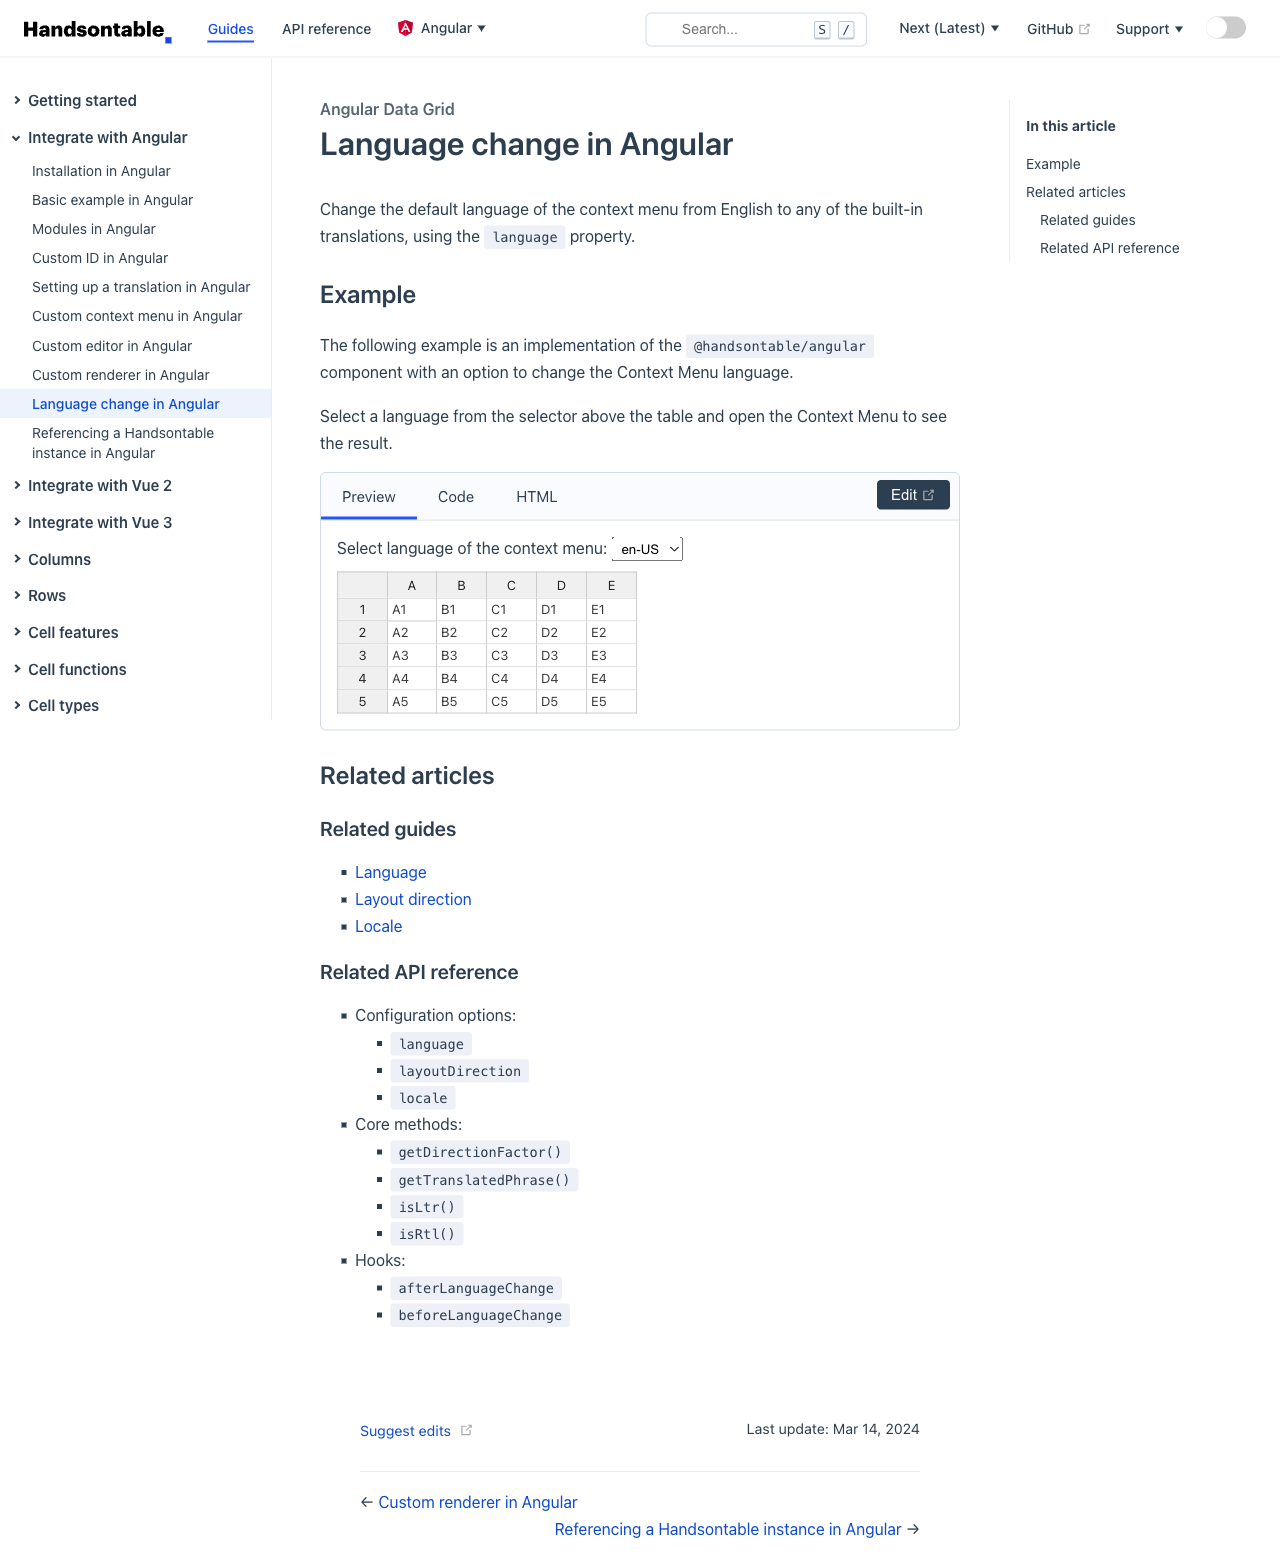 Handsontable
Guides
API reference
Angular
Search...
S
/
Next (Latest)
GitHub
Support
Getting started
Integrate with Angular
Installation in Angular
Basic example in Angular
Modules in Angular
Custom ID in Angular
Setting up a translation in Angular
Custom context menu in Angular
Custom editor in Angular
Custom renderer in Angular
Language change in Angular
Referencing a Handsontable
instance in Angular
Integrate with Vue 2
Integrate with Vue 3
Columns
Rows
Cell features
Cell functions
Cell types
Angular Data Grid
Language change in Angular
Change the default language of the context menu from English to any of the built-in
translations, using the language property.
Example
The following example is an implementation of the @handsontable/angular
component with an option to change the Context Menu language.
Select a language from the selector above the table and open the Context Menu to see
the result.
Preview
Code
HTML
Edit
Select language of the context menu: en-US
A B C D E
1 A1 B1 C1 D1 E1
2 A2 B2 C2 D2 E2
3 A3 B3 C3 D3 E3
4 A4 B4 C4 D4 E4
5 A5 B5 C5 D5 E5
Related articles
Related guides
Language
Layout direction
Locale
Related API reference
Configuration options:
language
layoutDirection
locale
Core methods:
getDirectionFactor()
getTranslatedPhrase()
isLtr()
isRtl()
Hooks:
afterLanguageChange
beforeLanguageChange
Suggest edits
Last update: Mar 14, 2024
← Custom renderer in Angular
Referencing a Handsontable instance in Angular →
In this article
Example
Related articles
Related guides
Related API reference